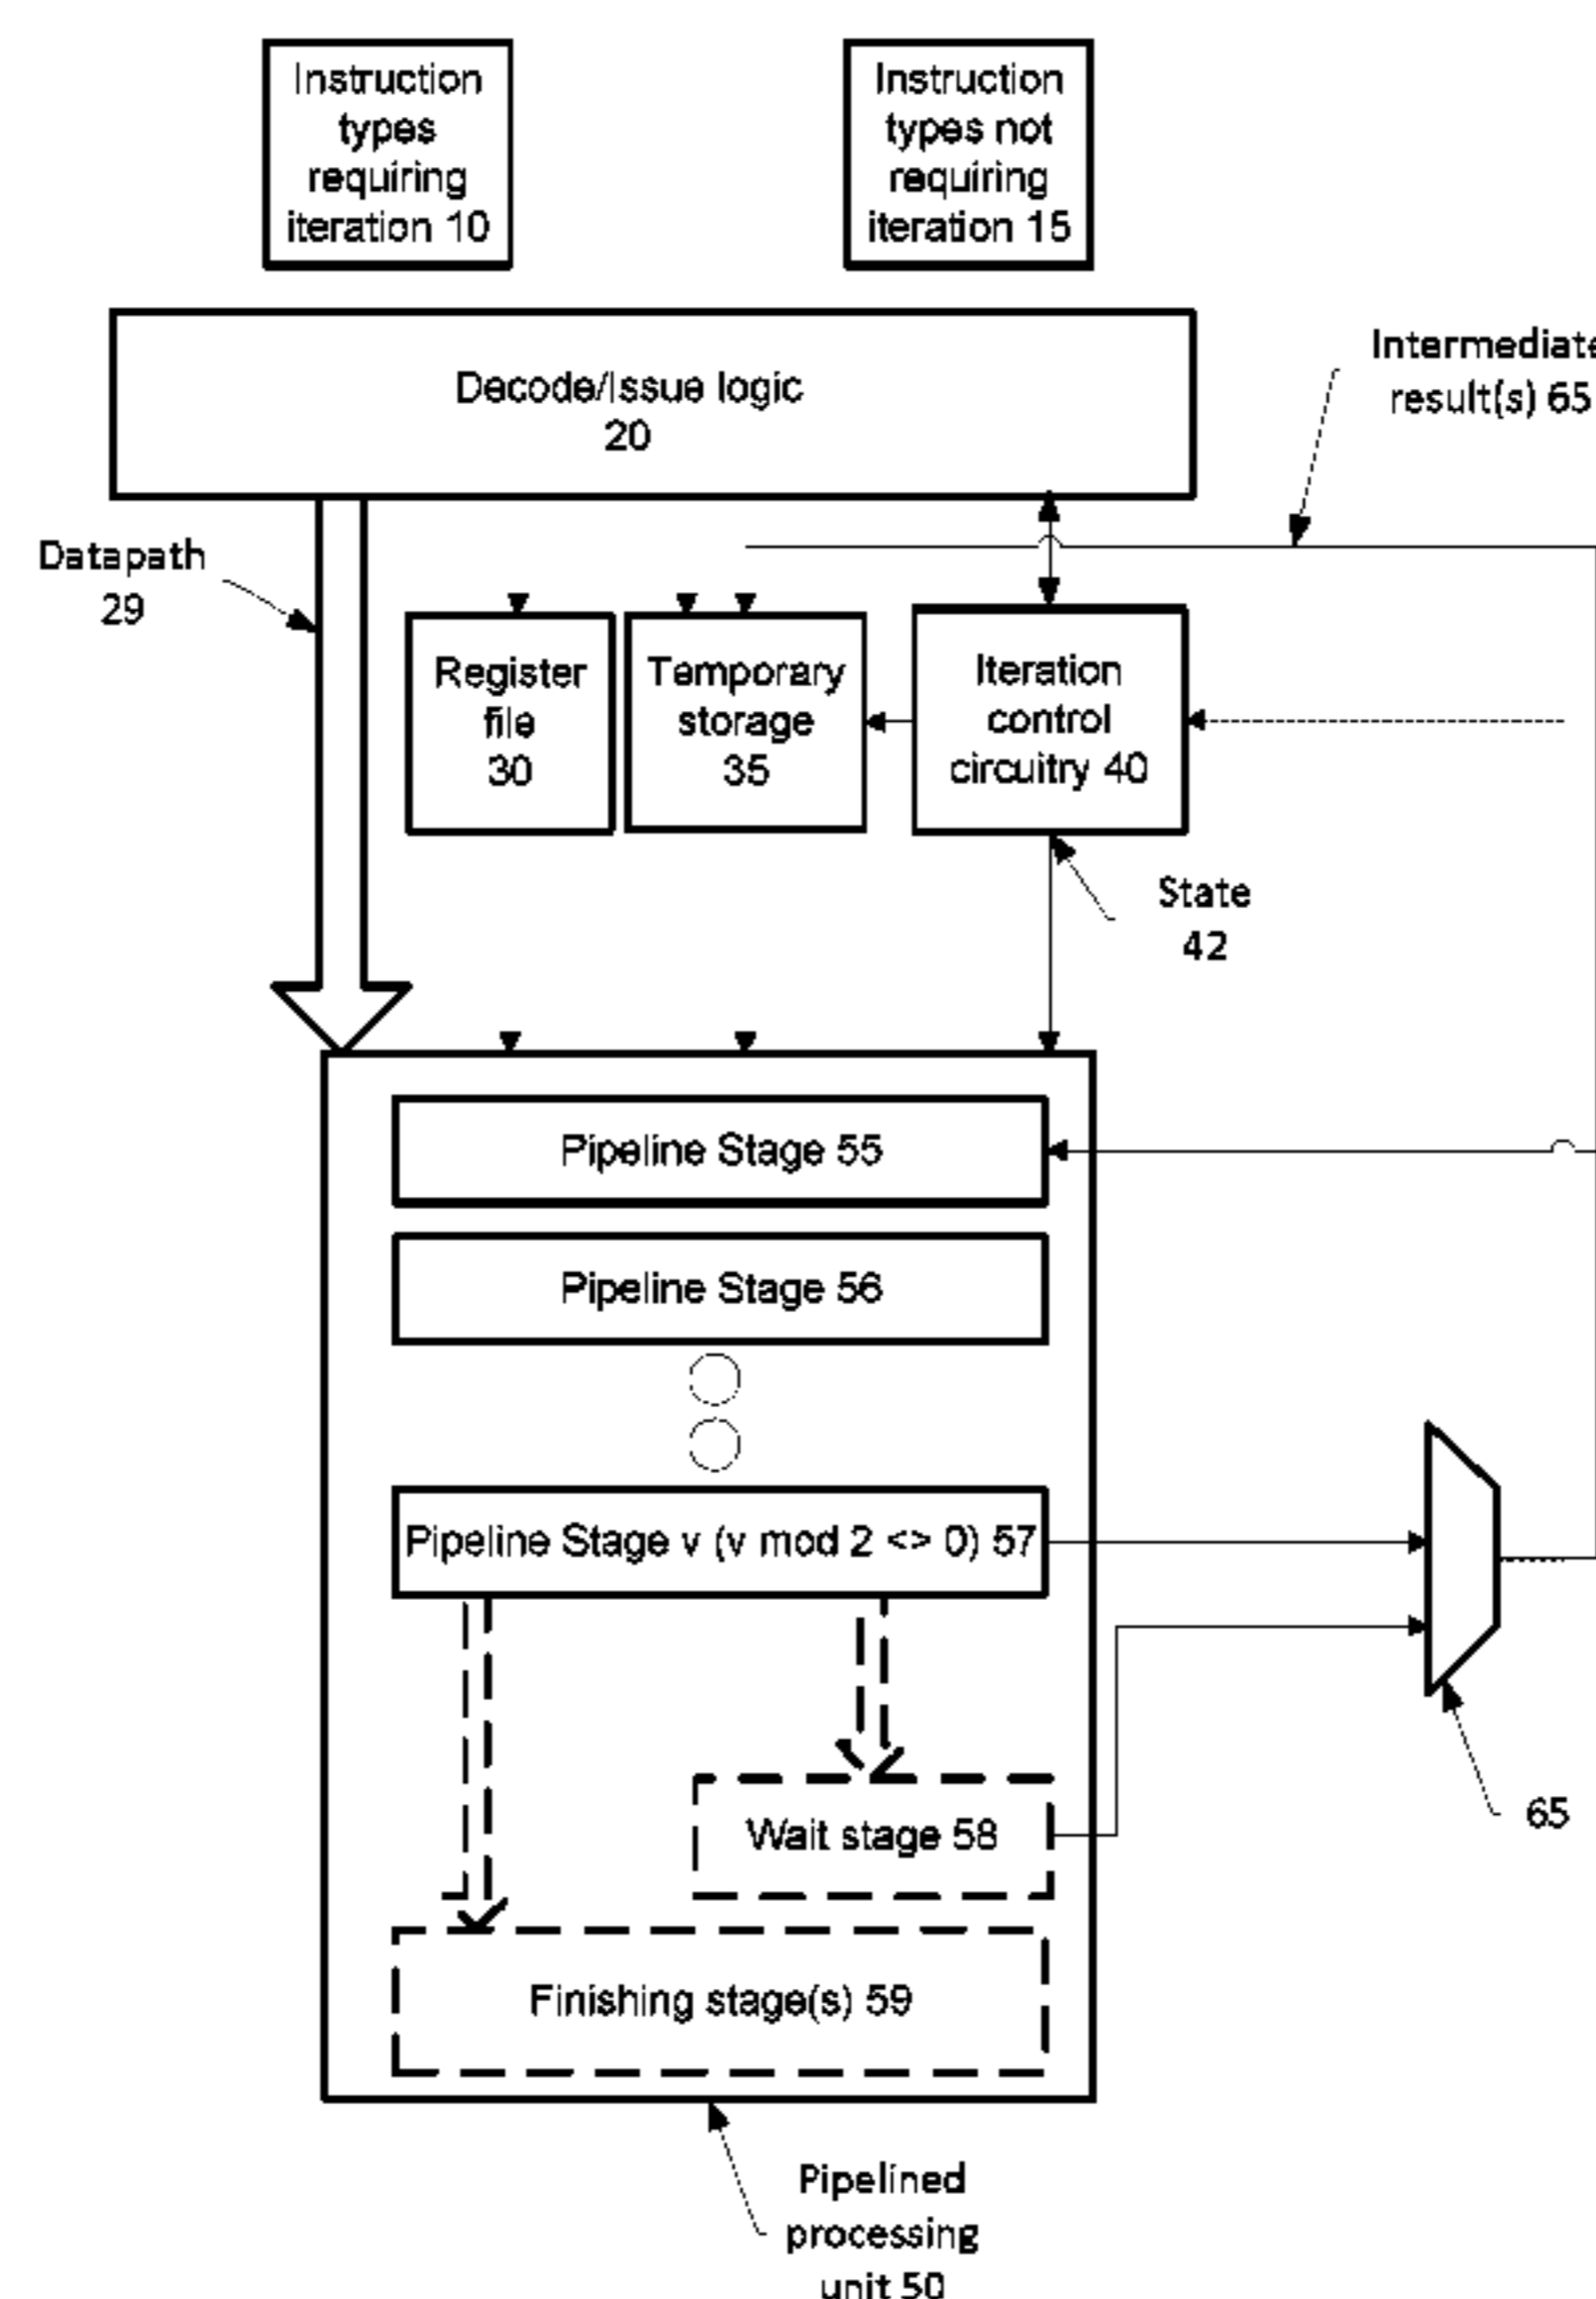 Instruction
types
requiring
iteration 10
Instruction
types not
requiring
iteration 15
Decode/Issue logic
20
Intermediate
result(s) 65
Datapath
29
Register
file
30
Temporary
storage
35
Iteration
control
circuitry 40
State
42
Pipeline Stage 55
Pipeline Stage 56
Pipeline Stage v (v mod 2 <> 0) 57
Wait stage 58
65
Finishing stage(s) 59
Pipelined
processing
unit 50